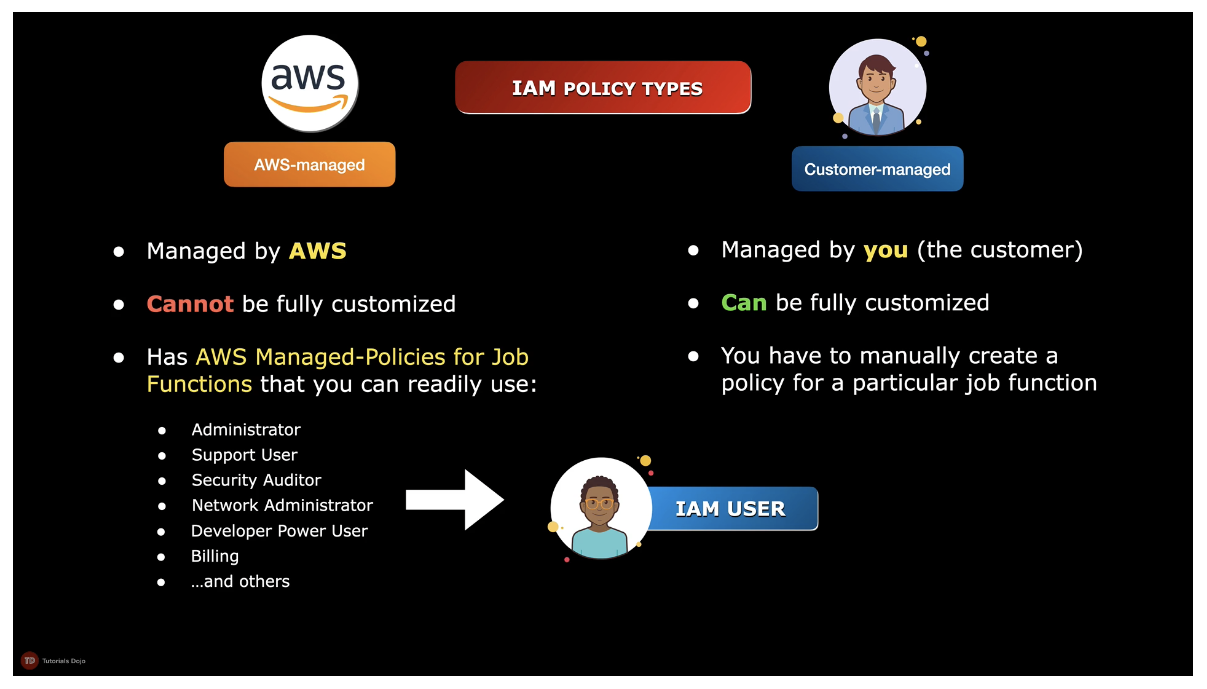 aws
IAM POLICY TYPES
AWS-managed
Customer-managed
● Managed by AWS
● Cannot be fully customized
● Has AWS Managed-Policies for Job
Functions that you can readily use:
● Administrator
● Support User
● Security Auditor
● Network Administrator
● Developer Power User
● Billing
● ...and others
● Managed by you (the customer)
● Can be fully customized
● You have to manually create a
policy for a particular job function
IAM USER
TD Tutorials Dojo